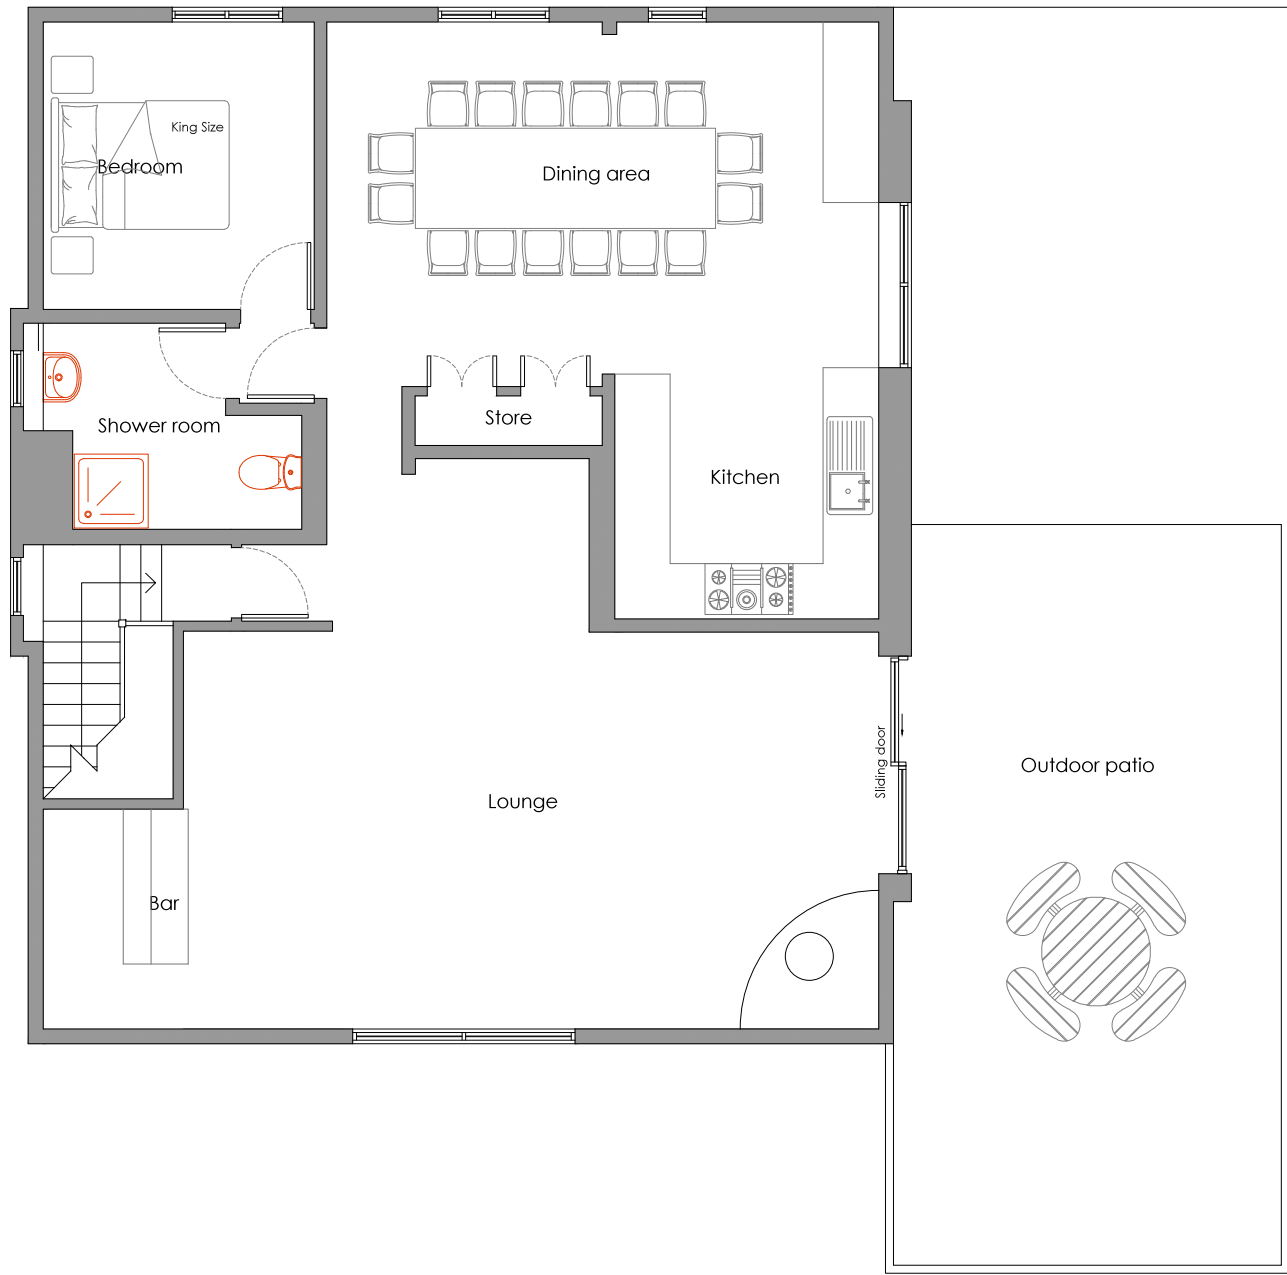 King Size
Bedroom
Dining area
Shower room
Store
Kitchen
Sliding door
Outdoor patio
Lounge
Bar